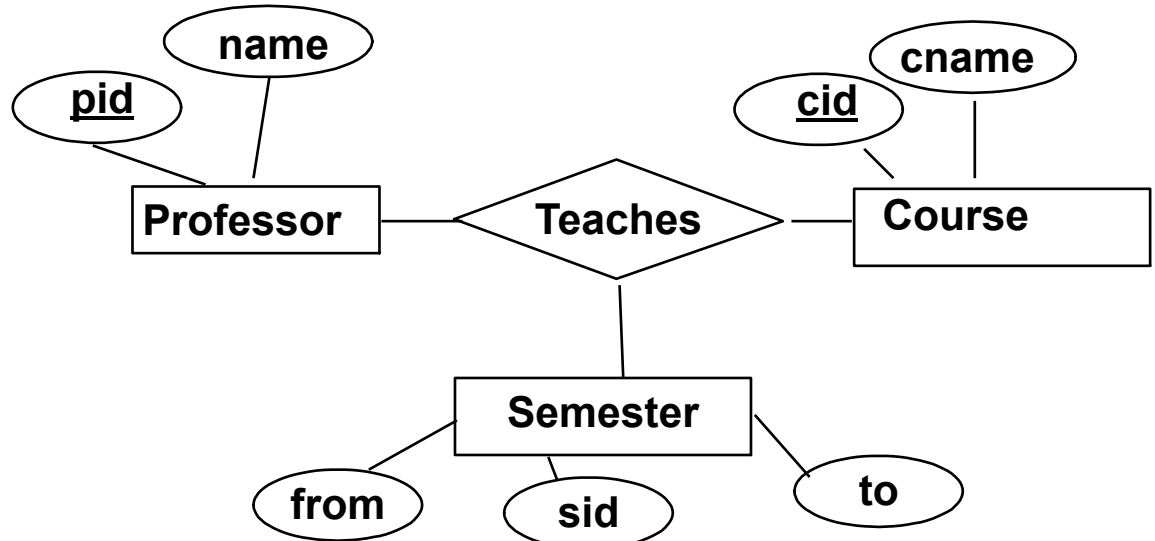 name
pid
cname
cid
Professor
Teaches
Course
Semester
from
sid
to